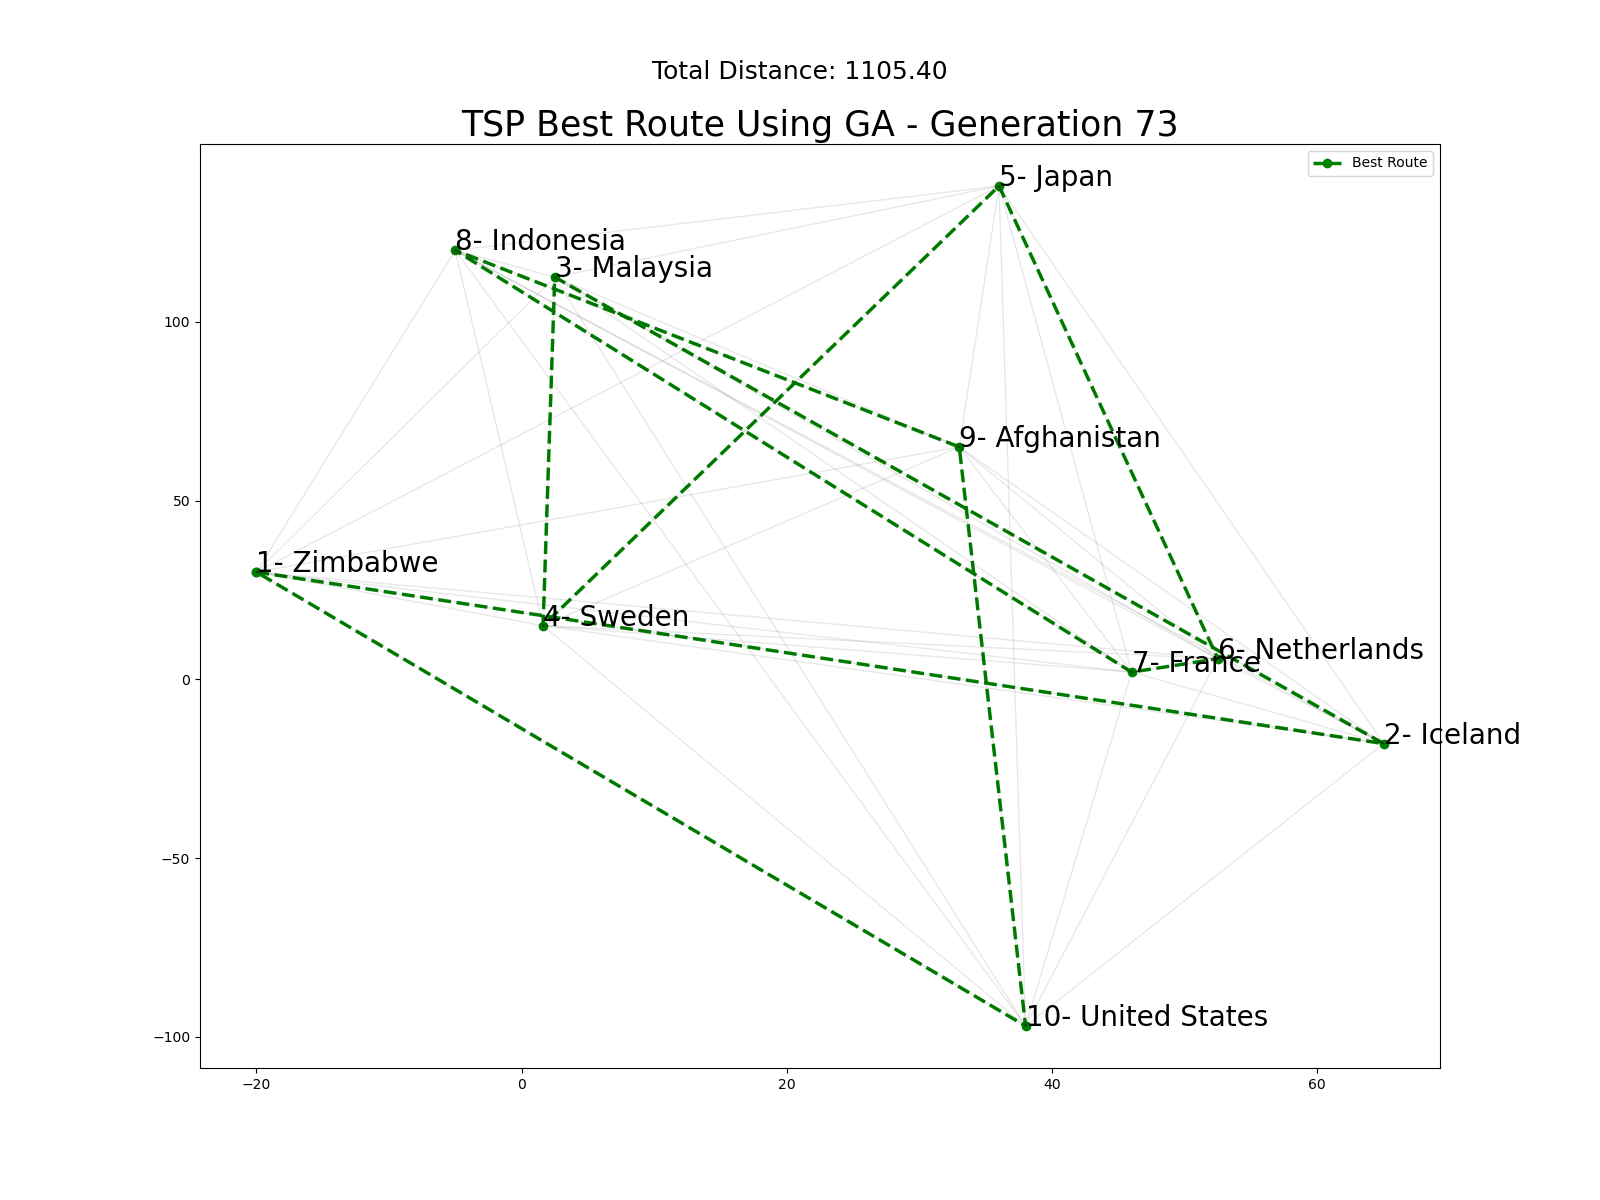 Total Distance: 1105.40
TSP Best Route Using GA - Generation 73
Best Route
5- Japan
8- Indonesia
3- Malaysia
9- Afghanistan
1- Zimbabwe
4- Sweden
6- Netherlands
7- France
2- Iceland
10- United States
100
50
0
−50
−100
−20
0
20
40
60